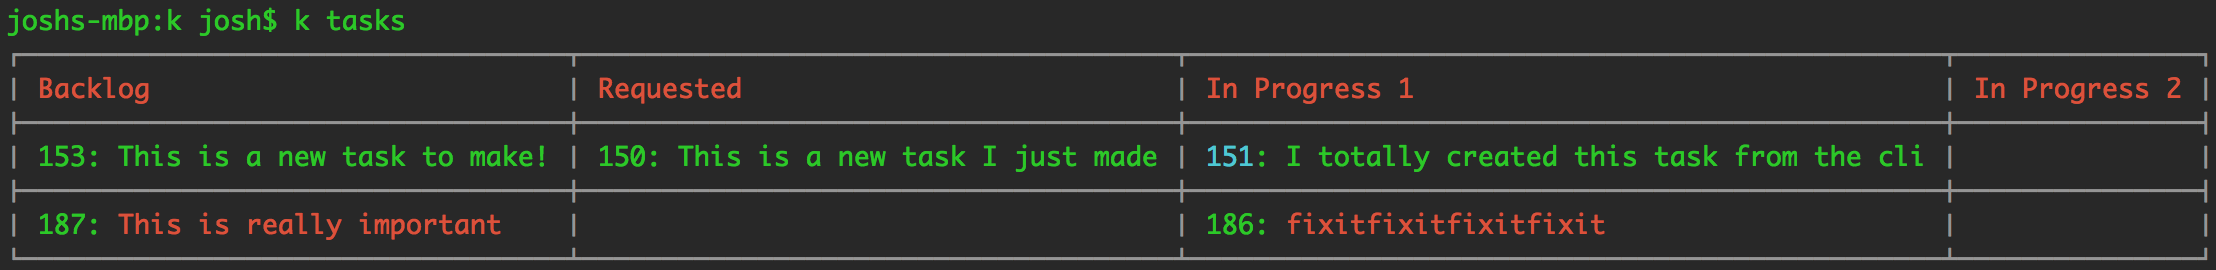 joshs-mbp:k josh$ k tasks
Backlog Requested In Progress 1 In Progress 2
153: This is a new task to make! 150: This is a new task I just made 151: I totally created this task from the cli
187: This is really important 186: fixitfixitfixitfixit